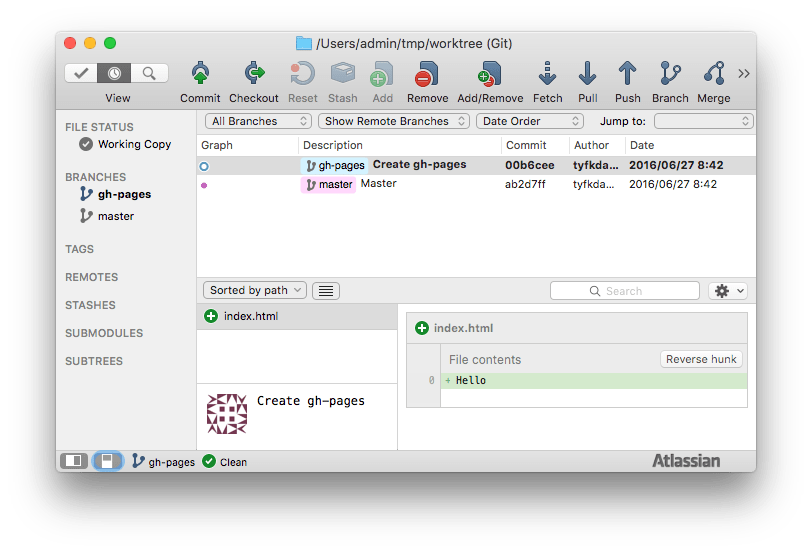 /Users/admin/tmp/worktree (Git)
View Commit Checkout Reset Stash Add Remove Add/Remove Fetch Pull Push Branch Merge
FILE STATUS
Working Copy
BRANCHES
gh-pages
master
TAGS
REMOTES
STASHES
SUBMODULES
SUBTREES
All Branches Show Remote Branches Date Order Jump to:
Graph Description Commit Author Date
gh-pages Create gh-pages 00b6cee tyfkda... 2016/06/27 8:42
master Master ab2d7ff tyfkda... 2016/06/27 8:42
Sorted by path Search
index.html
Create gh-pages
index.html
File contents Reverse hunk
0 + Hello
gh-pages Clean Atlassian